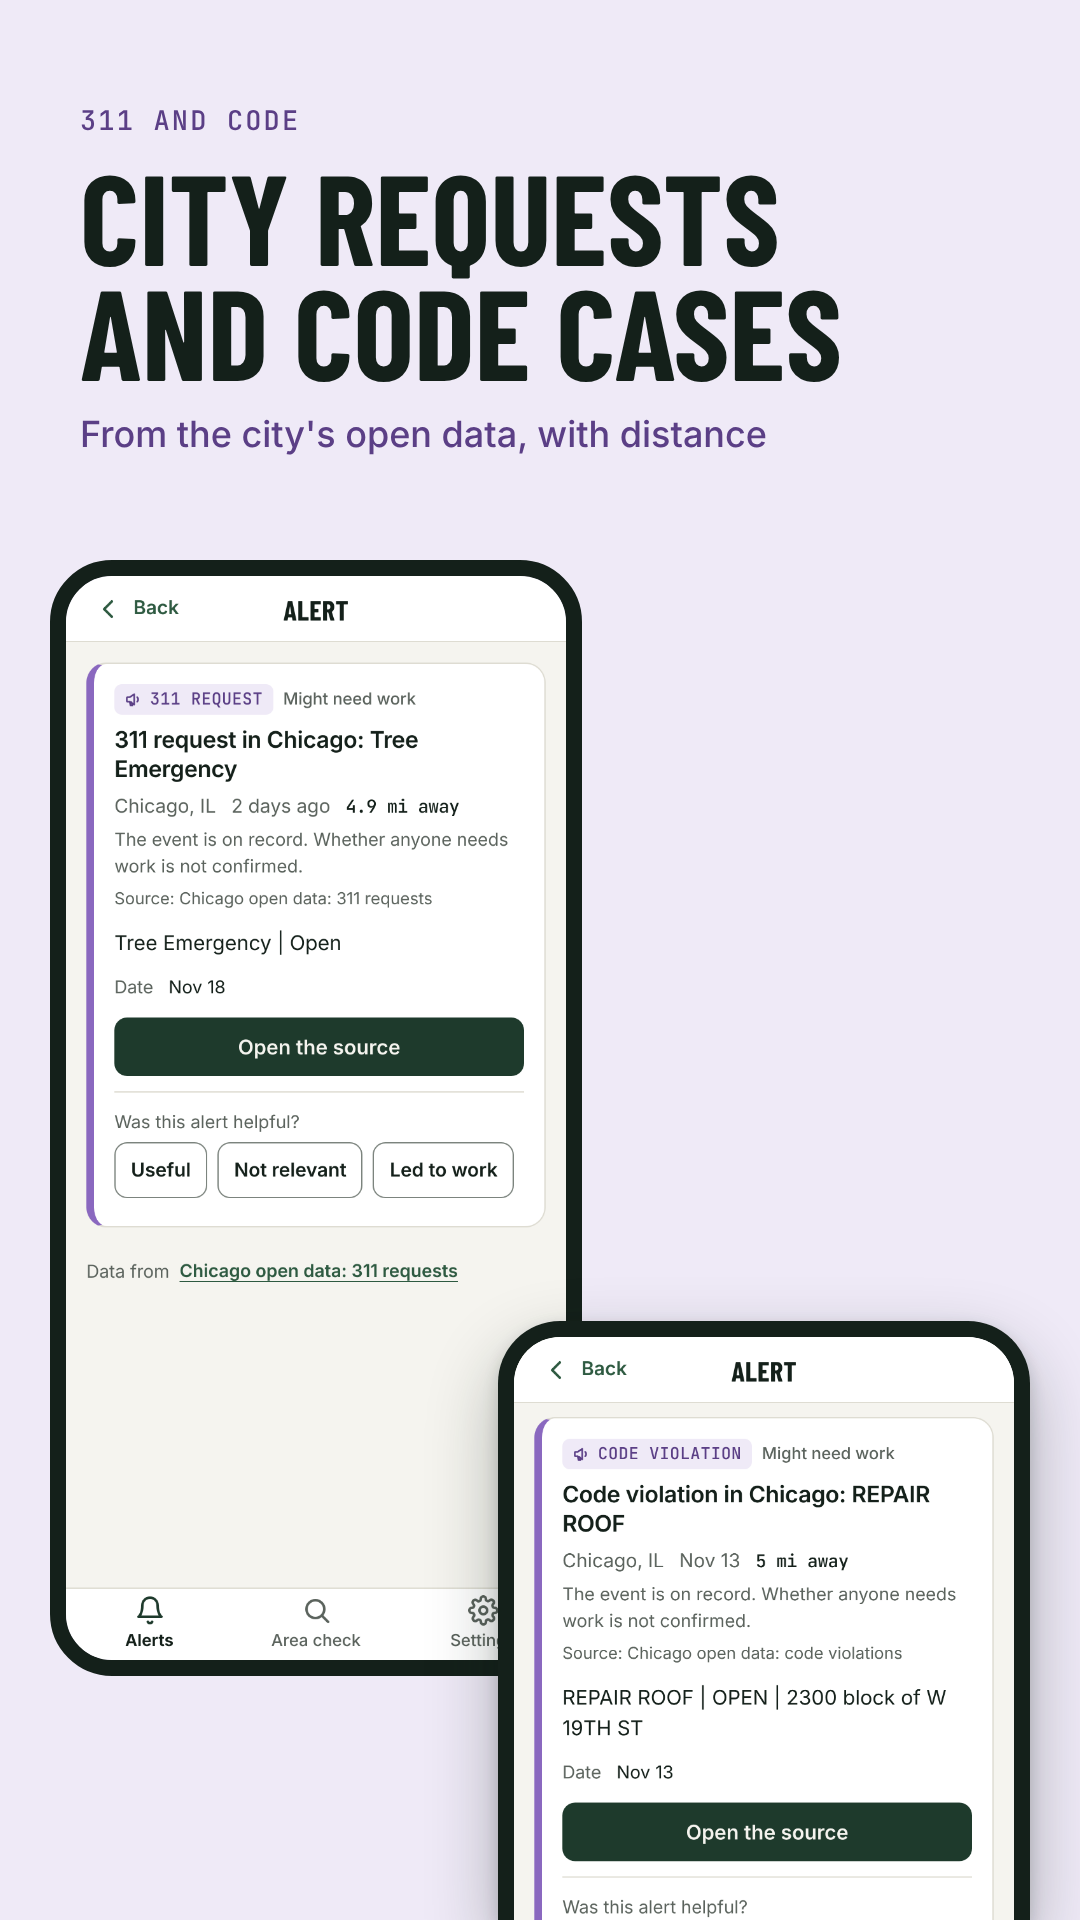 311 AND CODE
CITY REQUESTS
AND CODE CASES
From the city's open data, with distance
Back
ALERT
311 REQUEST Might need work
311 request in Chicago: Tree
Emergency
Chicago, IL 2 days ago 4.9 mi away
The event is on record. Whether anyone needs
work is not confirmed.
Source: Chicago open data: 311 requests
Tree Emergency | Open
Date Nov 18
Open the source
Was this alert helpful?
Useful
Not relevant
Led to work
Data from Chicago open data: 311 requests
Alerts
Area check
Back
ALERT
CODE VIOLATION Might need work
Code violation in Chicago: REPAIR
ROOF
Chicago, IL Nov 13 5 mi away
The event is on record. Whether anyone needs
work is not confirmed.
Source: Chicago open data: code violations
REPAIR ROOF | OPEN | 2300 block of W
19TH ST
Date Nov 13
Open the source
Was this alert helpful?